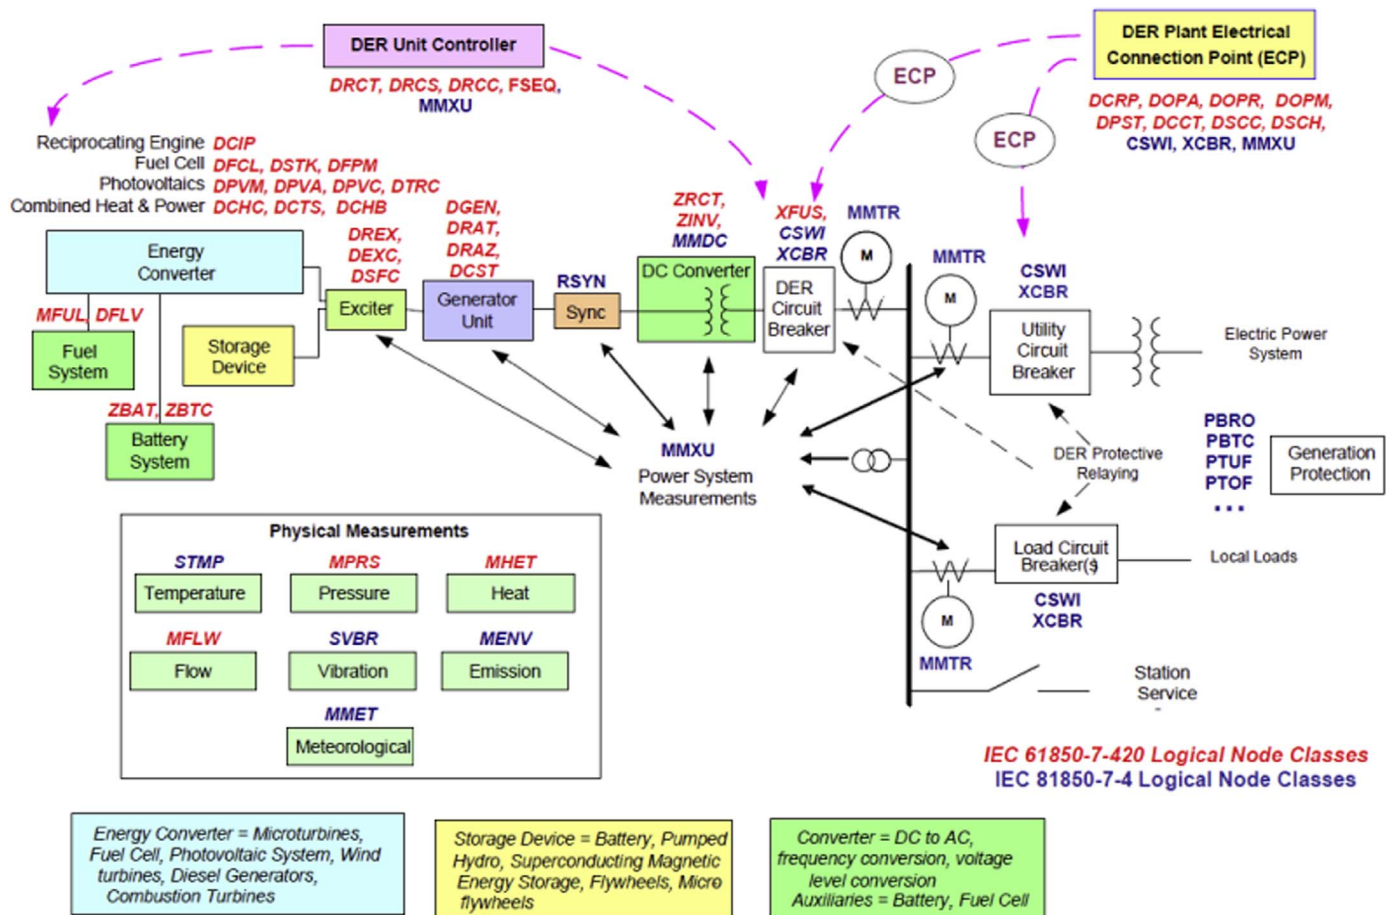 DER Unit Controller
DRCT, DRCS, DRCC, FSEQ,
MMXU
ECP
ECP
DER Plant Electrical
Connection Point (ECP)
DCRP, DOPA, DOPR, DOPM,
DPST, DCCT, DSCC, DSCH,
CSWI, XCBR, MMXU
Reciprocating Engine DCIP
Fuel Cell DFCL, DSTK, DFPM
Photovoltaics DPVM, DPVA, DPVC, DTRC
Combined Heat & Power DCHC, DCTS, DCHB
Energy
Converter
MFUL, DFLV
Fuel
System
Storage
Device
ZBAT, ZBTC
Battery
System
DREX,
DEXC,
DSFC
Exciter
DGEN,
DRAT,
DRAZ,
DCST
Generator
Unit
RSYN
Sync
ZRCT,
ZINV,
MMDC
DC Converter
XFUS,
CSWI
XCBR
DER
Circuit
Breaker
MMTR
M
MMTR
M
CSWI
XCBR
Utility
Circuit
Breaker
Electric Power
System
MMXU
Power System
Measurements
DER Protective
Relaying
PBRO
PBTC
PTUF
PTOF
...
Generation
Protection
Load Circuit
Breaker(s)
Local Loads
CSWI
XCBR
M
MMTR
Station
Service
Physical Measurements
STMP
Temperature
MPRS
Pressure
MHET
Heat
MFLW
Flow
SVBR
Vibration
MENV
Emission
MMET
Meteorological
IEC 61850-7-420 Logical Node Classes
IEC 81850-7-4 Logical Node Classes
Energy Converter = Microturbines,
Fuel Cell, Photovoltaic System, Wind
turbines, Diesel Generators,
Combustion Turbines
Storage Device = Battery, Pumped
Hydro, Superconducting Magnetic
Energy Storage, Flywheels, Micro
flywheels
Converter = DC to AC,
frequency conversion, voltage
level conversion
Auxiliaries = Battery, Fuel Cell